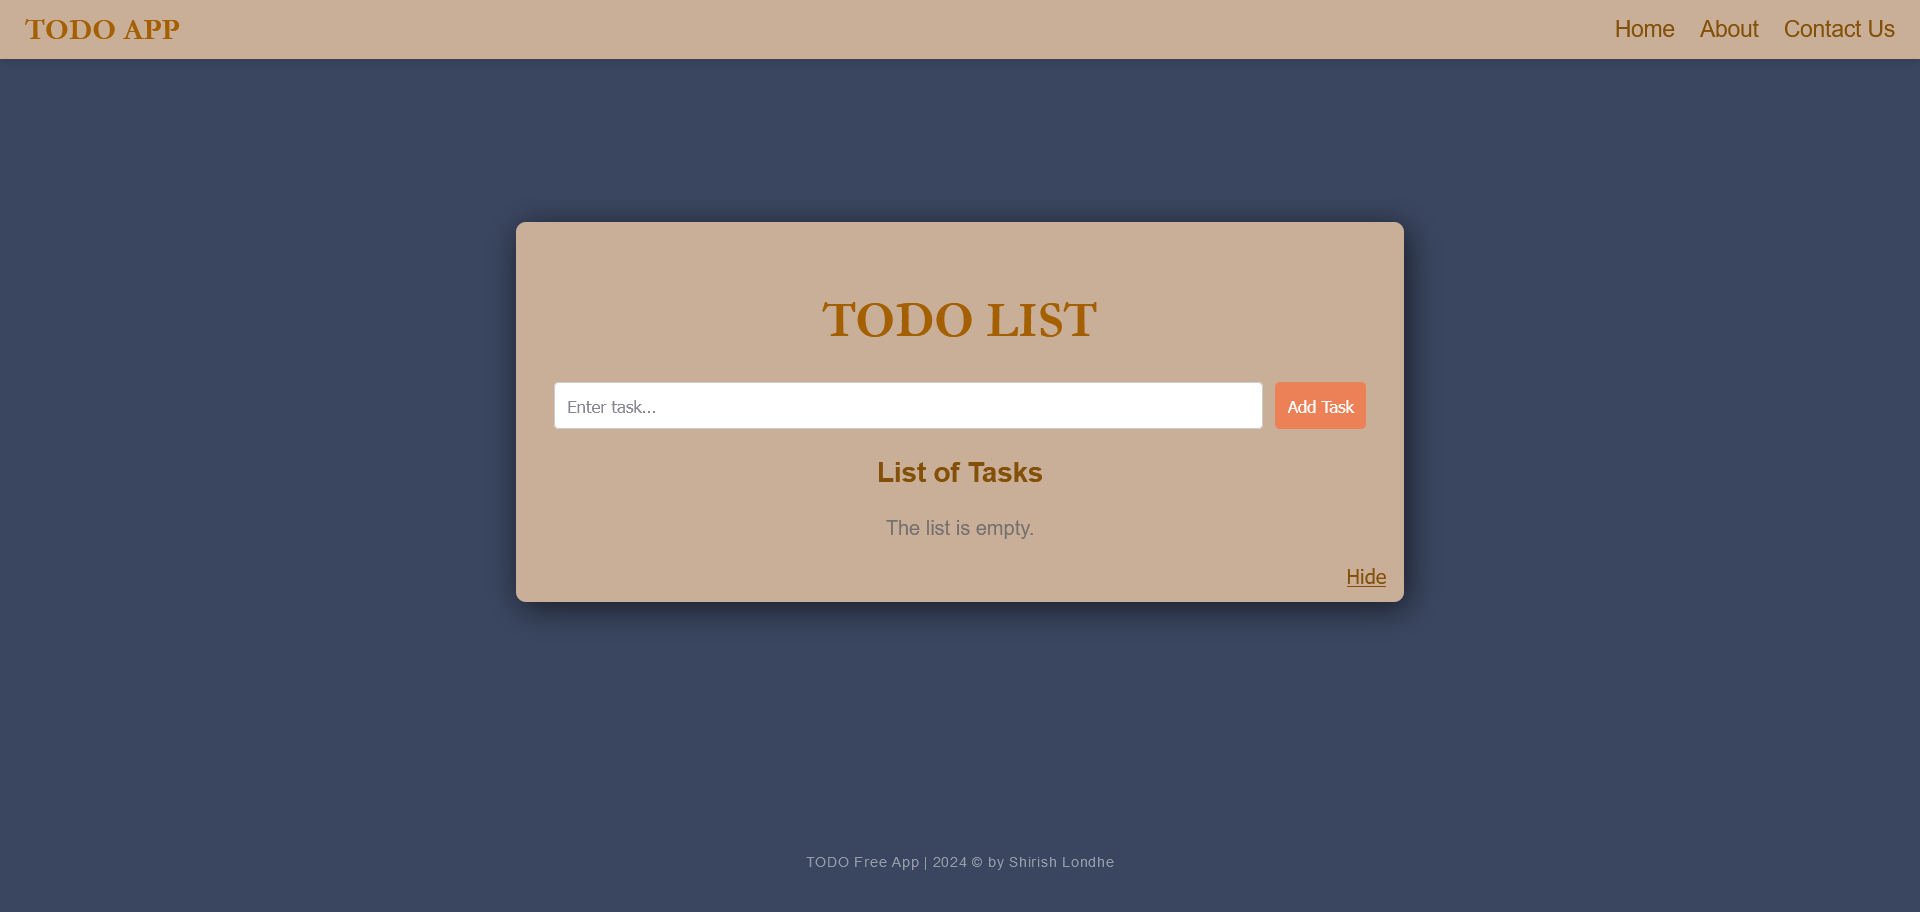 TODO APP
Home About Contact Us
TODO LIST
Enter task...
Add Task
List of Tasks
The list is empty.
Hide
TODO Free App | 2024 © by Shirish Londhe